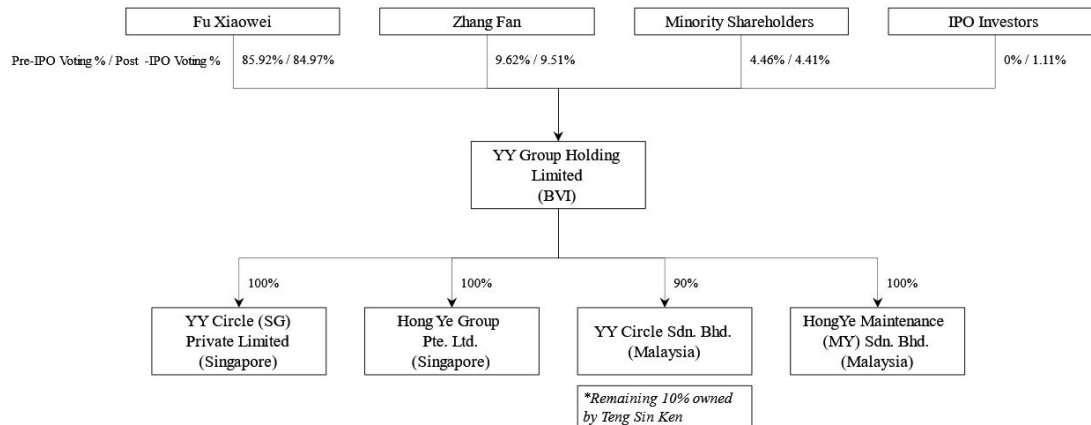 Fu Xiaowei
Zhang Fan
Minority Shareholders
IPO Investors
Pre-IPO Voting % / Post -IPO Voting %
85.92% / 84.97%
9.62% / 9.51%
4.46% / 4.41%
0% / 1.11%
YY Group Holding
Limited
(BVI)
100%
100%
90%
100%
YY Circle (SG)
Private Limited
(Singapore)
Hong Ye Group
Pte. Ltd.
(Singapore)
YY Circle Sdn. Bhd.
(Malaysia)
HongYe Maintenance
(MY) Sdn. Bhd.
(Malaysia)
*Remaining 10% owned
by Teng Sin Ken